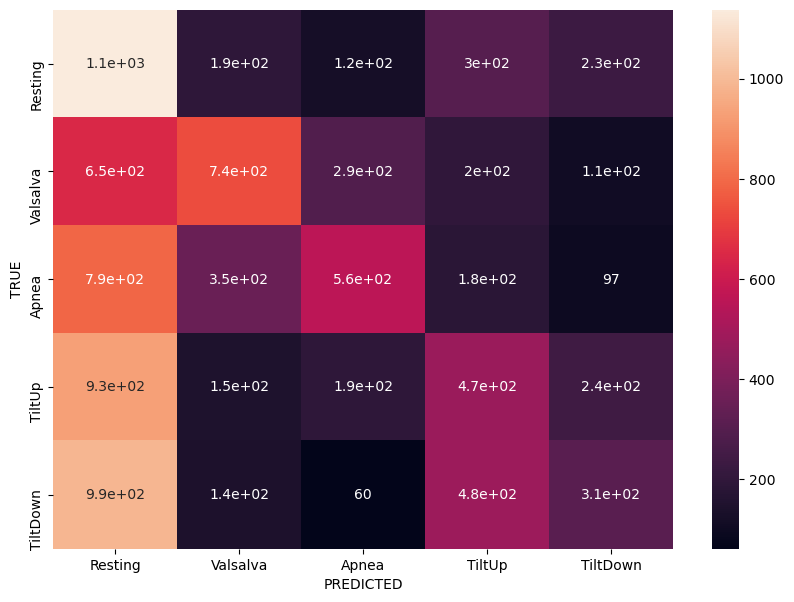 Resting 1.1e+03 1.9e+02 1.2e+02 3e+02 2.3e+02
Valsalva 6.5e+02 7.4e+02 2.9e+02 2e+02 1.1e+02
Apnea 7.9e+02 3.5e+02 5.6e+02 1.8e+02 97
TiltUp 9.3e+02 1.5e+02 1.9e+02 4.7e+02 2.4e+02
TiltDown 9.9e+02 1.4e+02 60 4.8e+02 3.1e+02
TRUE
Resting Valsalva Apnea TiltUp TiltDown
PREDICTED
1000
800
600
400
200